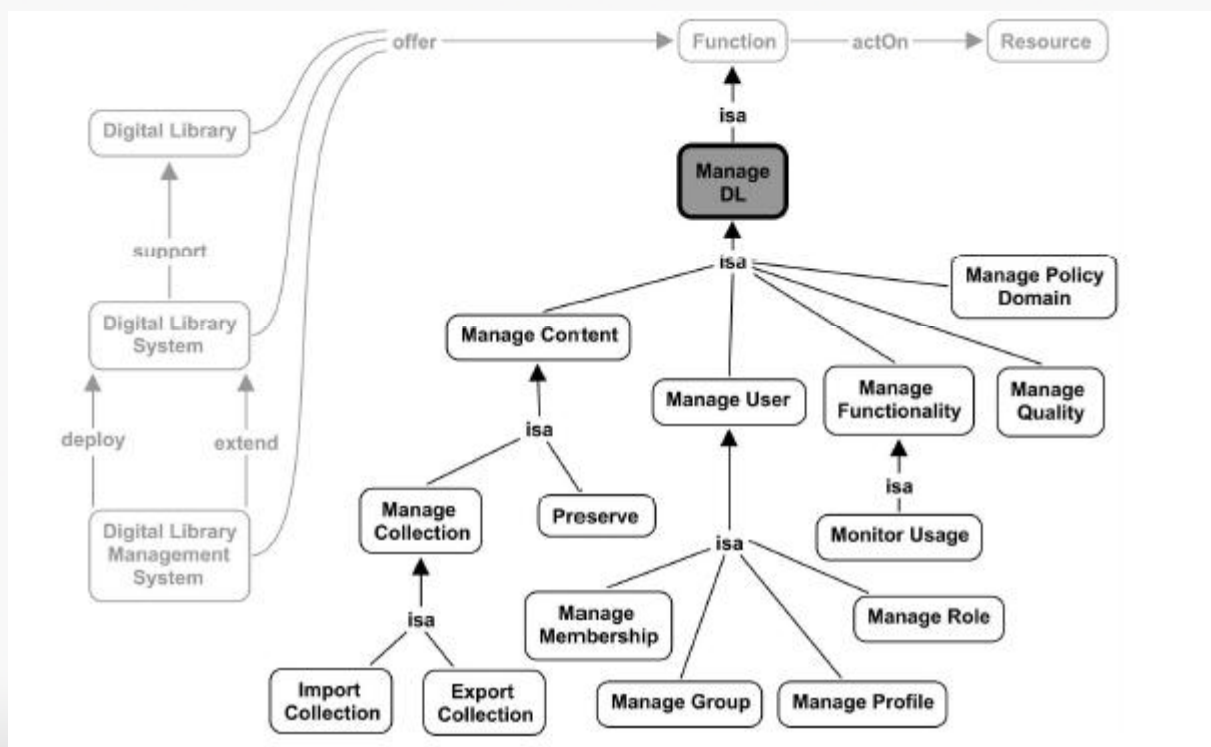 offer
Function
actOn
Resource
isa
Digital Library
Manage
DL
support
isa
Manage Policy
Domain
Digital Library
System
Manage Content
Manage User
Manage
Functionality
Manage
Quality
deploy
extend
isa
isa
Manage
Collection
Preserve
Monitor Usage
Digital Library
Management
System
isa
isa
Manage
Membership
Manage Role
Import
Collection
Export
Collection
Manage Group
Manage Profile